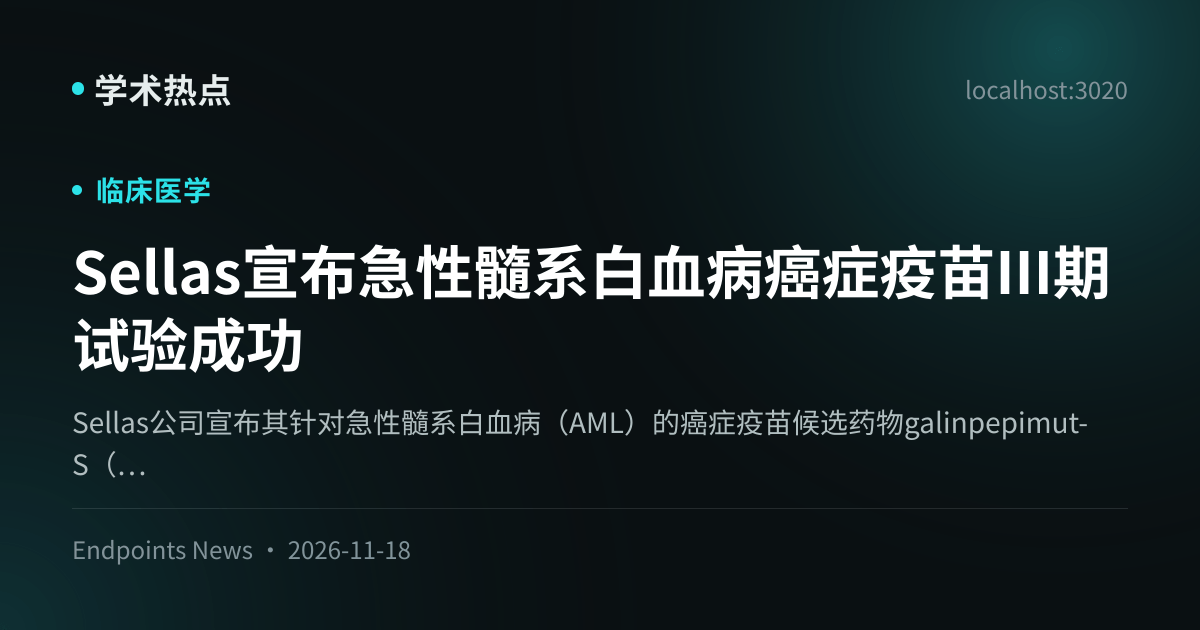 学术热点
localhost:3020
临床医学
Sellas宣布急性髓系白血病癌症疫苗III期
试验成功
Sellas公司宣布其针对急性髓系白血病（AML）的癌症疫苗候选药物galinpepimut-
S（…
Endpoints News · 2026-11-18